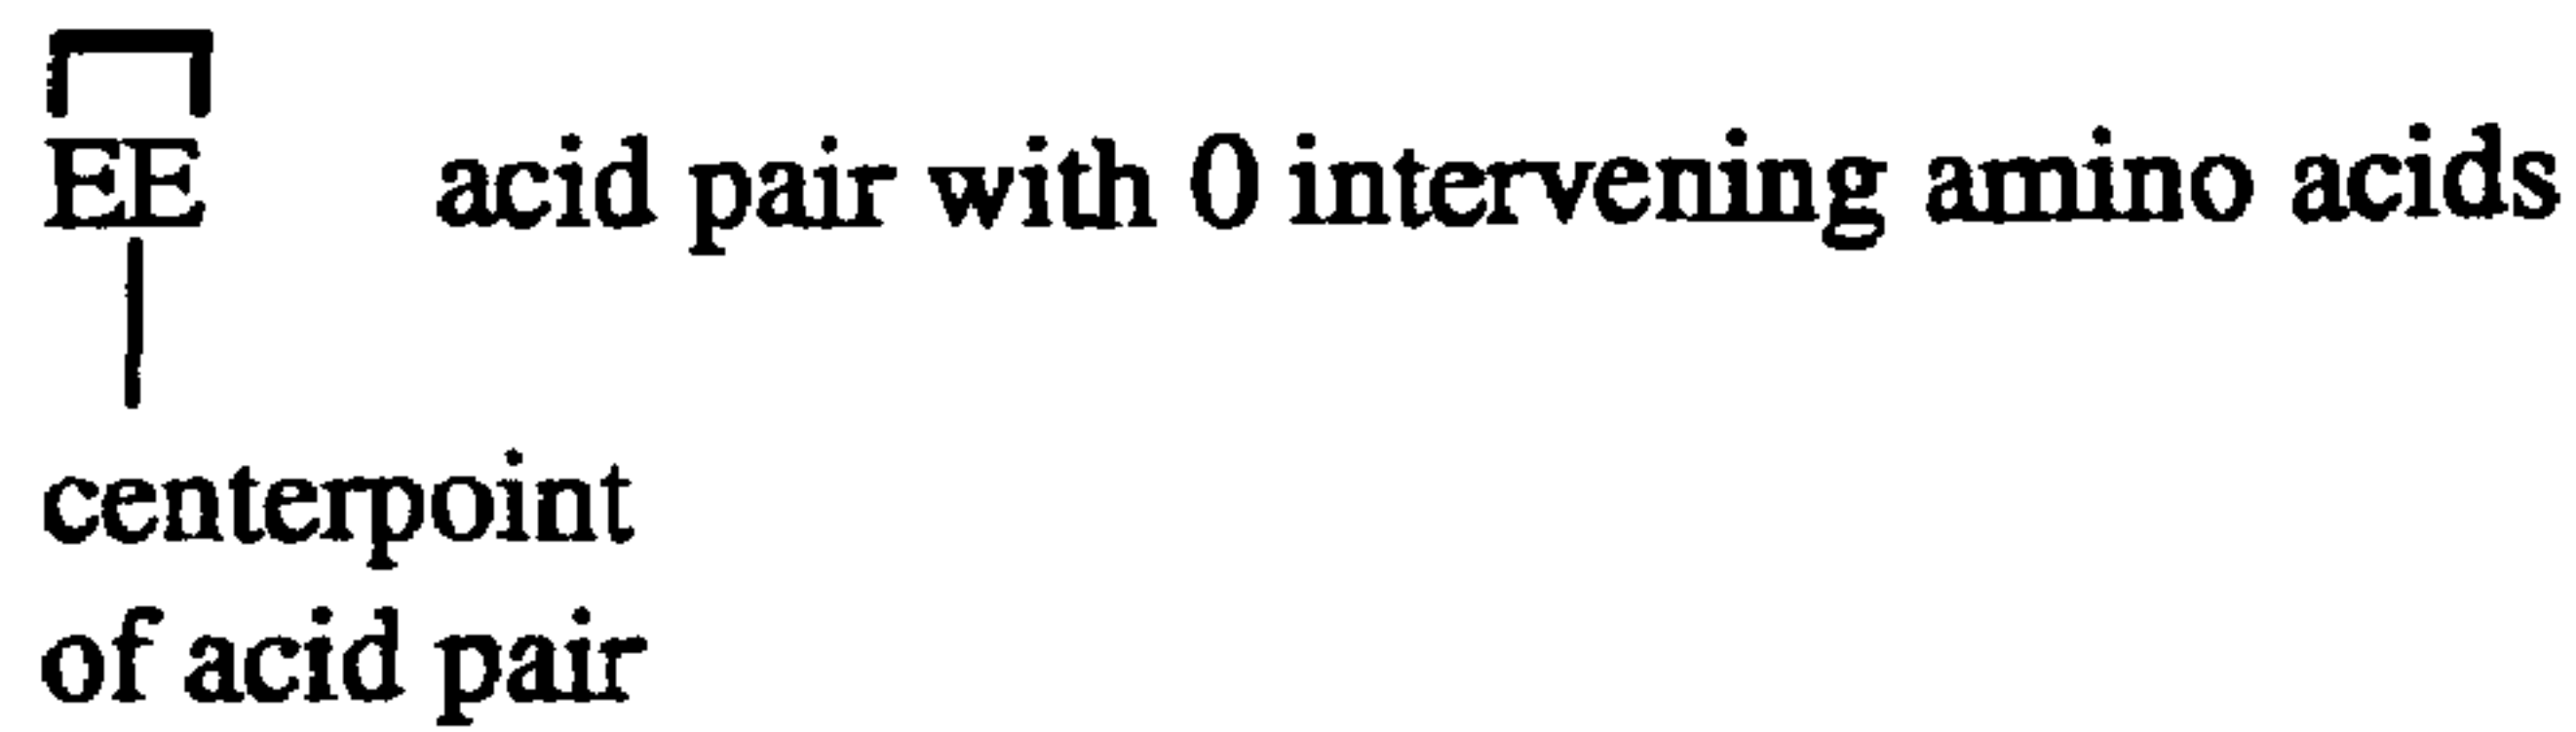 EE acid pair with 0 intervening amino acids
centerpoint
of acid pair